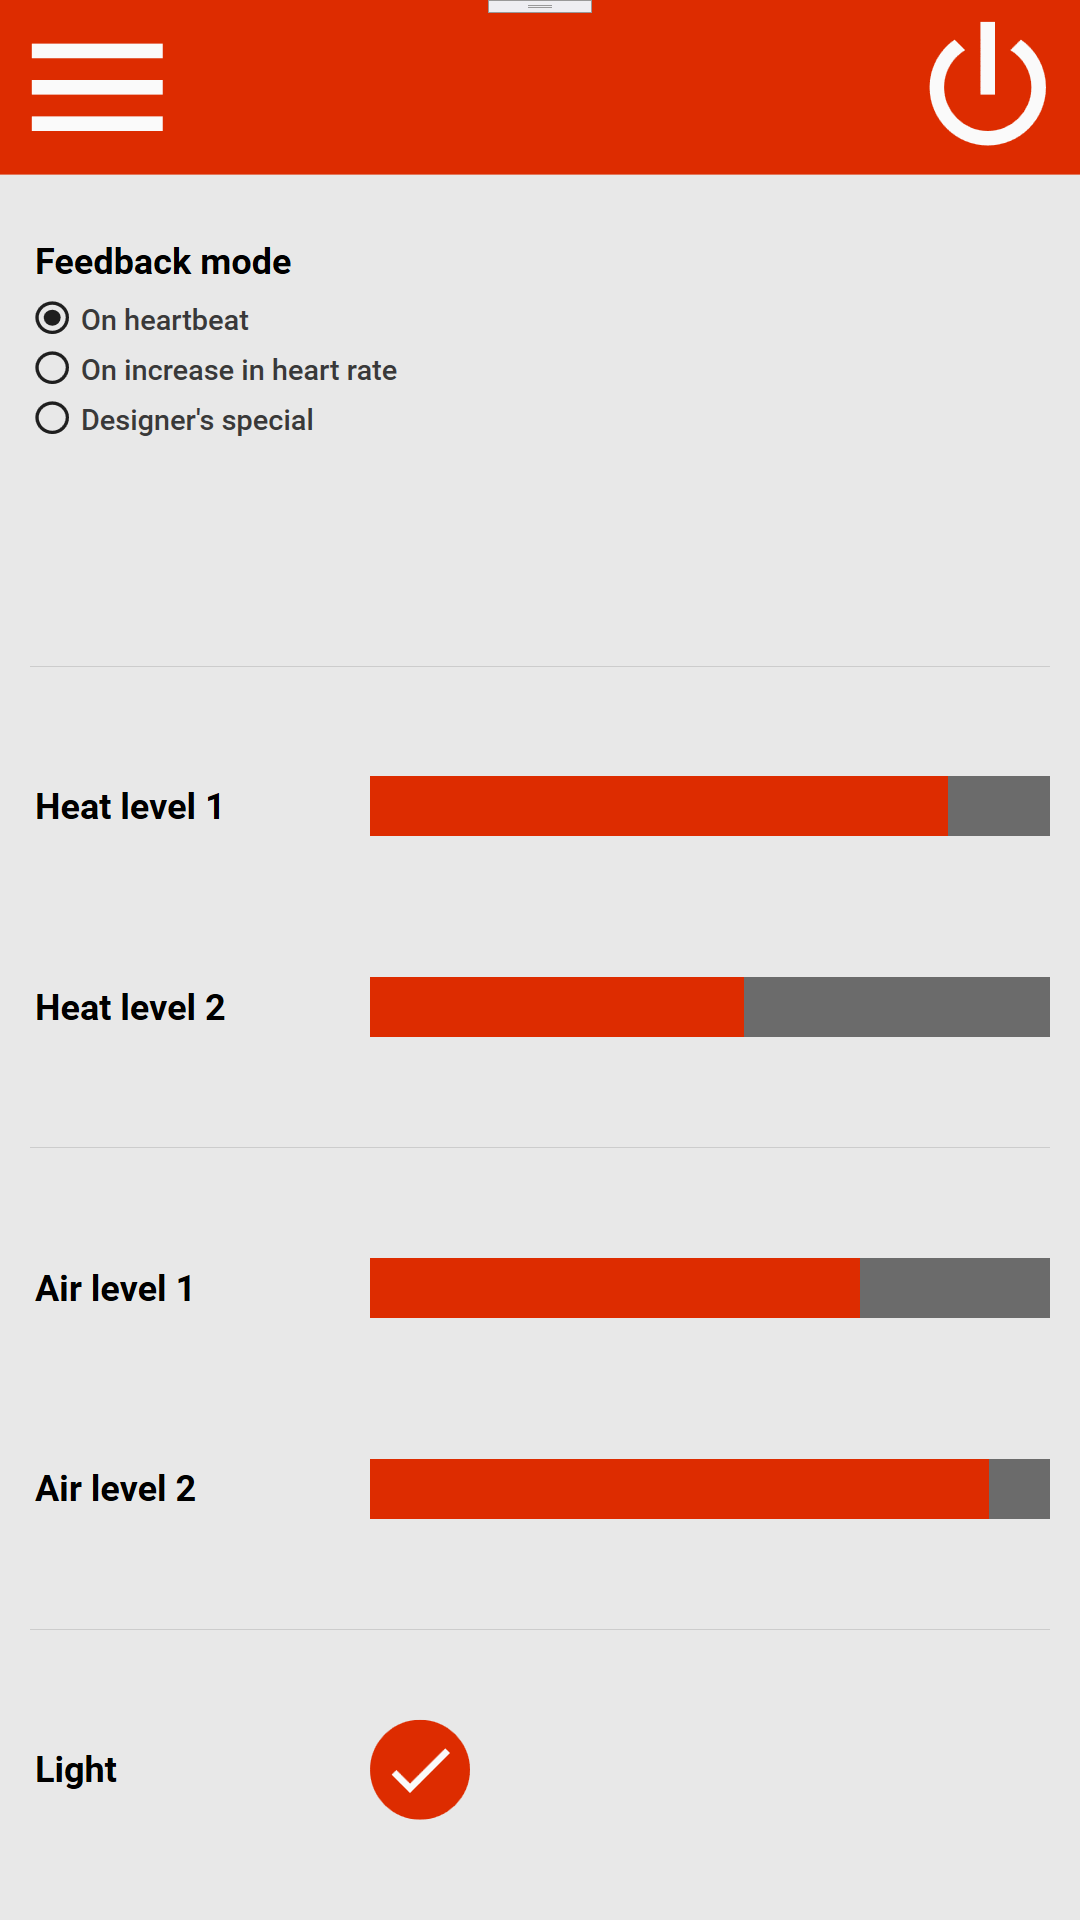 Feedback mode
On heartbeat
On increase in heart rate
Designer's special
Heat level 1
Heat level 2
Air level 1
Air level 2
Light